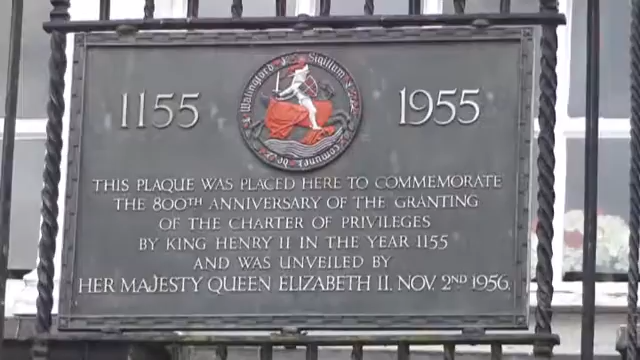 1155 1955
Walingford Sigillum
THIS PLAQUE WAS PLACED HERE TO COMMEMORATE
THE 800TH ANNIVERSARY OF THE GRANTING
OF THE CHARTER OF PRIVILEGES
BY KING HENRY II IN THE YEAR 1155
AND WAS UNVEILED BY
HER MAJESTY QUEEN ELIZABETH II. NOV. 2ND 1956.